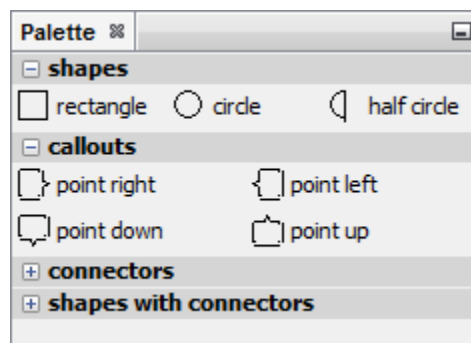 Palette
shapes
rectangle circle half circle
callouts
point right point left
point down point up
connectors
shapes with connectors